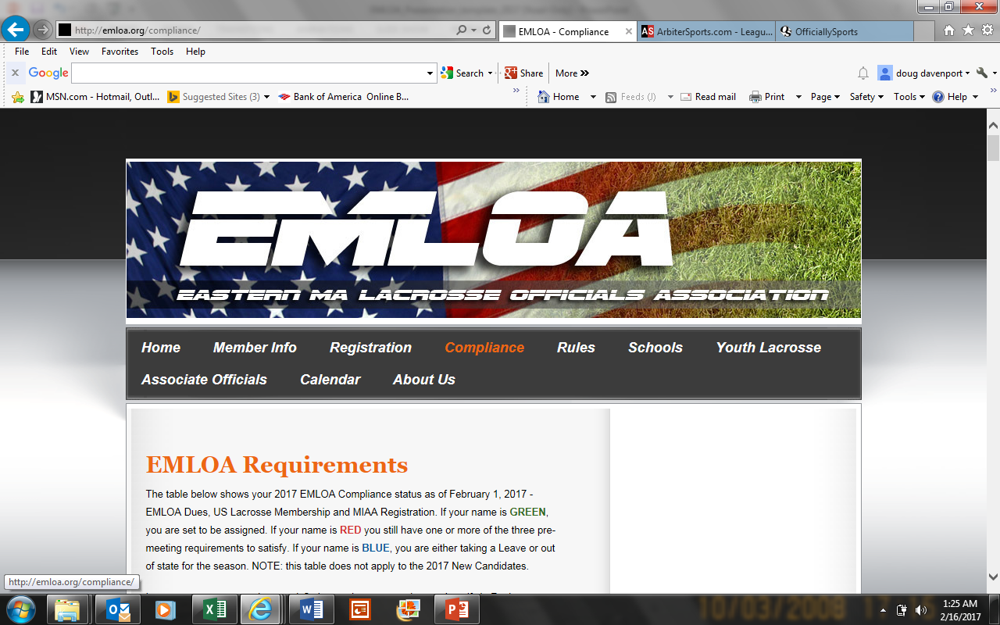 http://emloa.org/compliance/
EMLOA - Compliance
ArbiterSports.com - Leagu...
OfficiallySports
File Edit View Favorites Tools Help
Google
Search
Share
More
doug davenport
MSN.com - Hotmail, Outl...
Suggested Sites (3)
Bank of America Online B...
Home
Feeds (J)
Read mail
Print
Page
Safety
Tools
Help
EMLOA
EASTERN MA LACROSSE OFFICIALS ASSOCIATION
Home Member Info Registration Compliance Rules Schools Youth Lacrosse
Associate Officials Calendar About Us
EMLOA Requirements
The table below shows your 2017 EMLOA Compliance status as of February 1, 2017 -
EMLOA Dues, US Lacrosse Membership and MIAA Registration. If your name is GREEN,
you are set to be assigned. If your name is RED you still have one or more of the three pre-
meeting requirements to satisfy. If your name is BLUE, you are either taking a Leave or out
of state for the season. NOTE: this table does not apply to the 2017 New Candidates.
http://emloa.org/compliance/
1:25 AM
2/16/2017